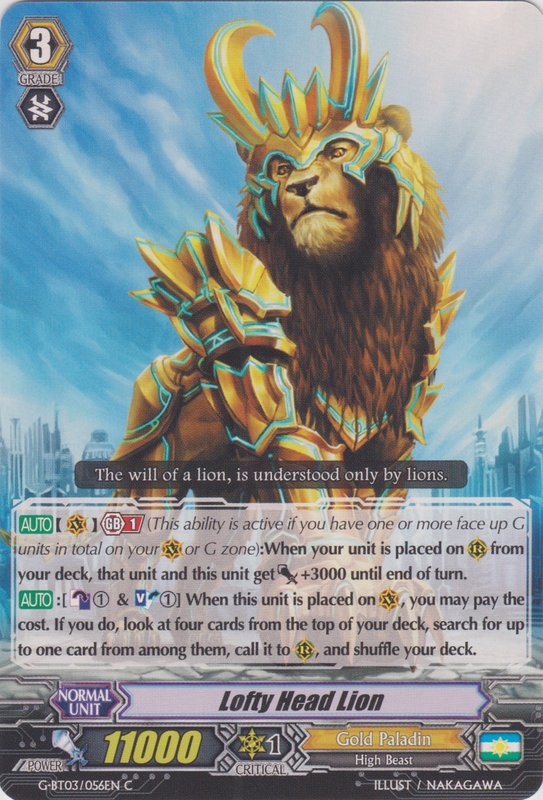 3
GRADE
The will of a lion, is understood only by lions.
AUTO【 V 】GB 1 (This ability is active if you have one or more face up G
units in total on your V or G zone):When your unit is placed on R from
your deck, that unit and this unit get +3000 until end of turn.
AUTO :[ ① & V ①] When this unit is placed on V, you may pay the
cost. If you do, look at four cards from the top of your deck, search for up
to one card from among them, call it to R, and shuffle your deck.
NORMAL
UNIT
Lofty Head Lion
POWER
11000
1
CRITICAL
Gold Paladin
High Beast
G-BT03/056EN C
ILLUST / NAKAGAWA